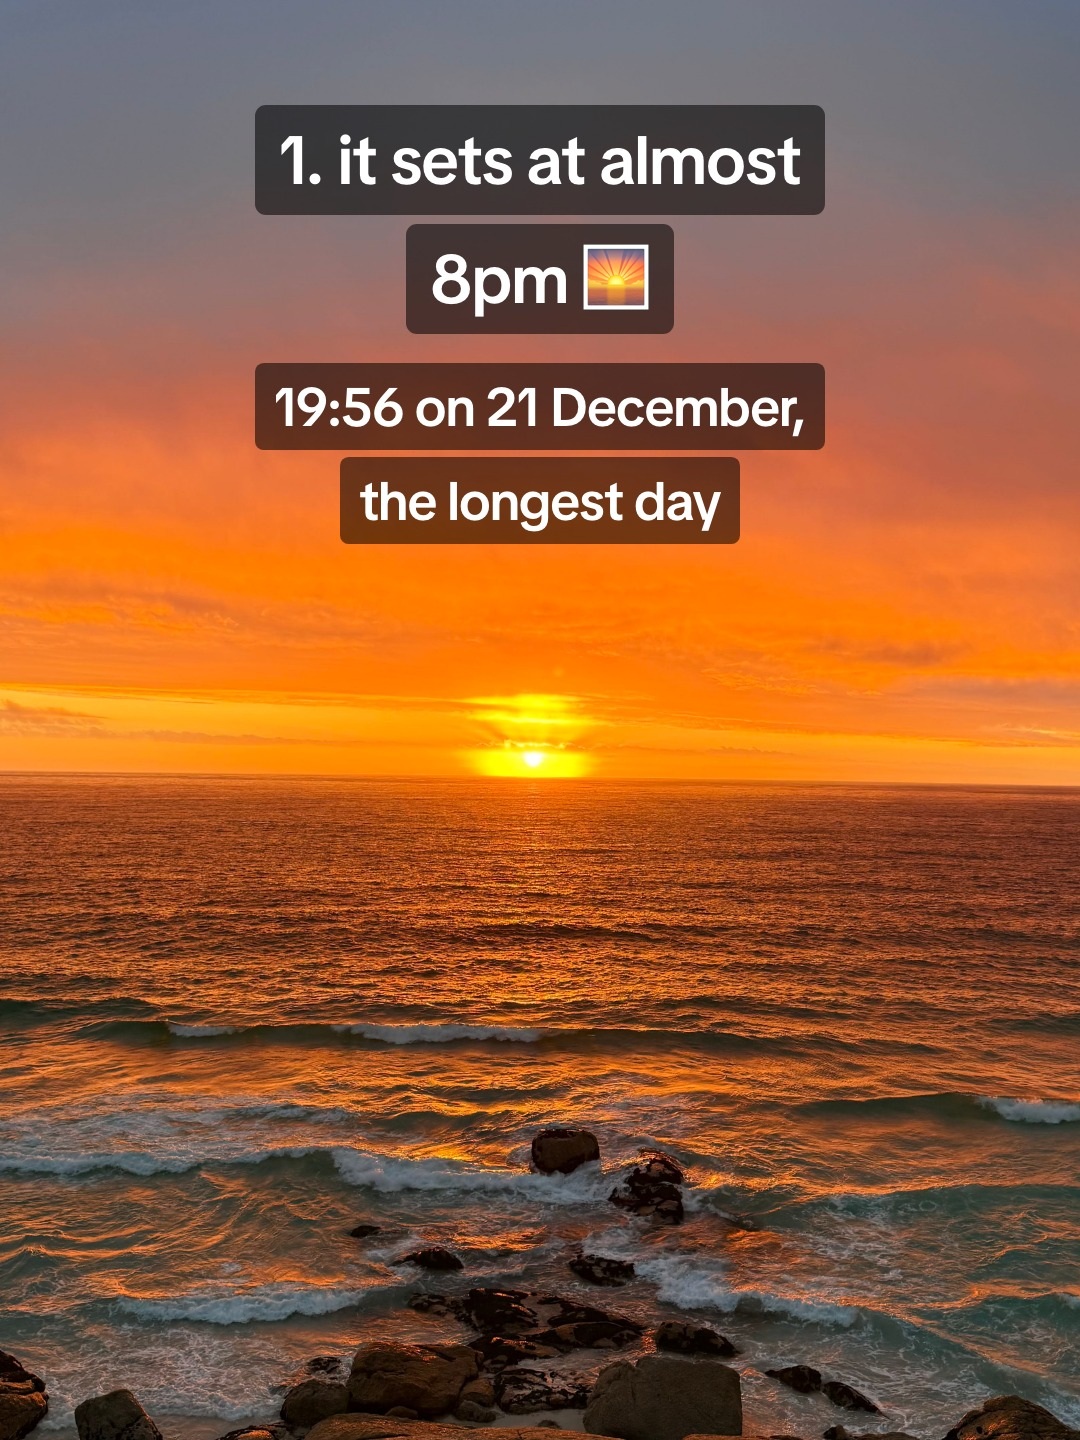 1. it sets at almost
8pm 🌅
19:56 on 21 December,
the longest day